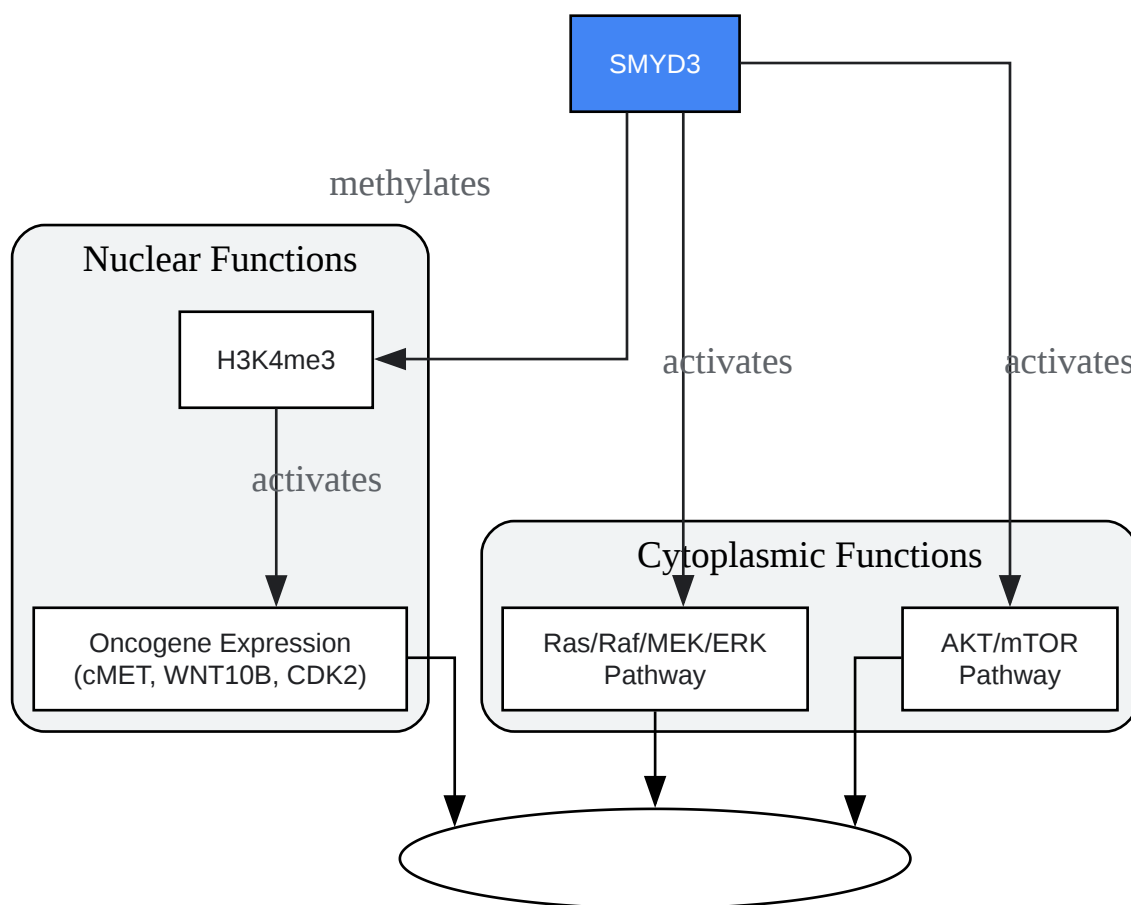 SMYD3
methylates
Nuclear Functions
H3K4me3
activates
activates
activates
Cytoplasmic Functions
Oncogene Expression
(cMET, WNT10B, CDK2)
Ras/Raf/MEK/ERK
Pathway
AKT/mTOR
Pathway